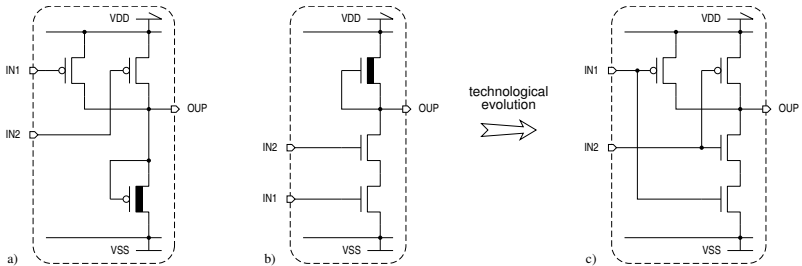 VDD
IN1
OUP
IN2
VSS
a)
VDD
OUP
IN2
IN1
VSS
b)
technological
evolution
VDD
IN1
OUP
IN2
VSS
c)